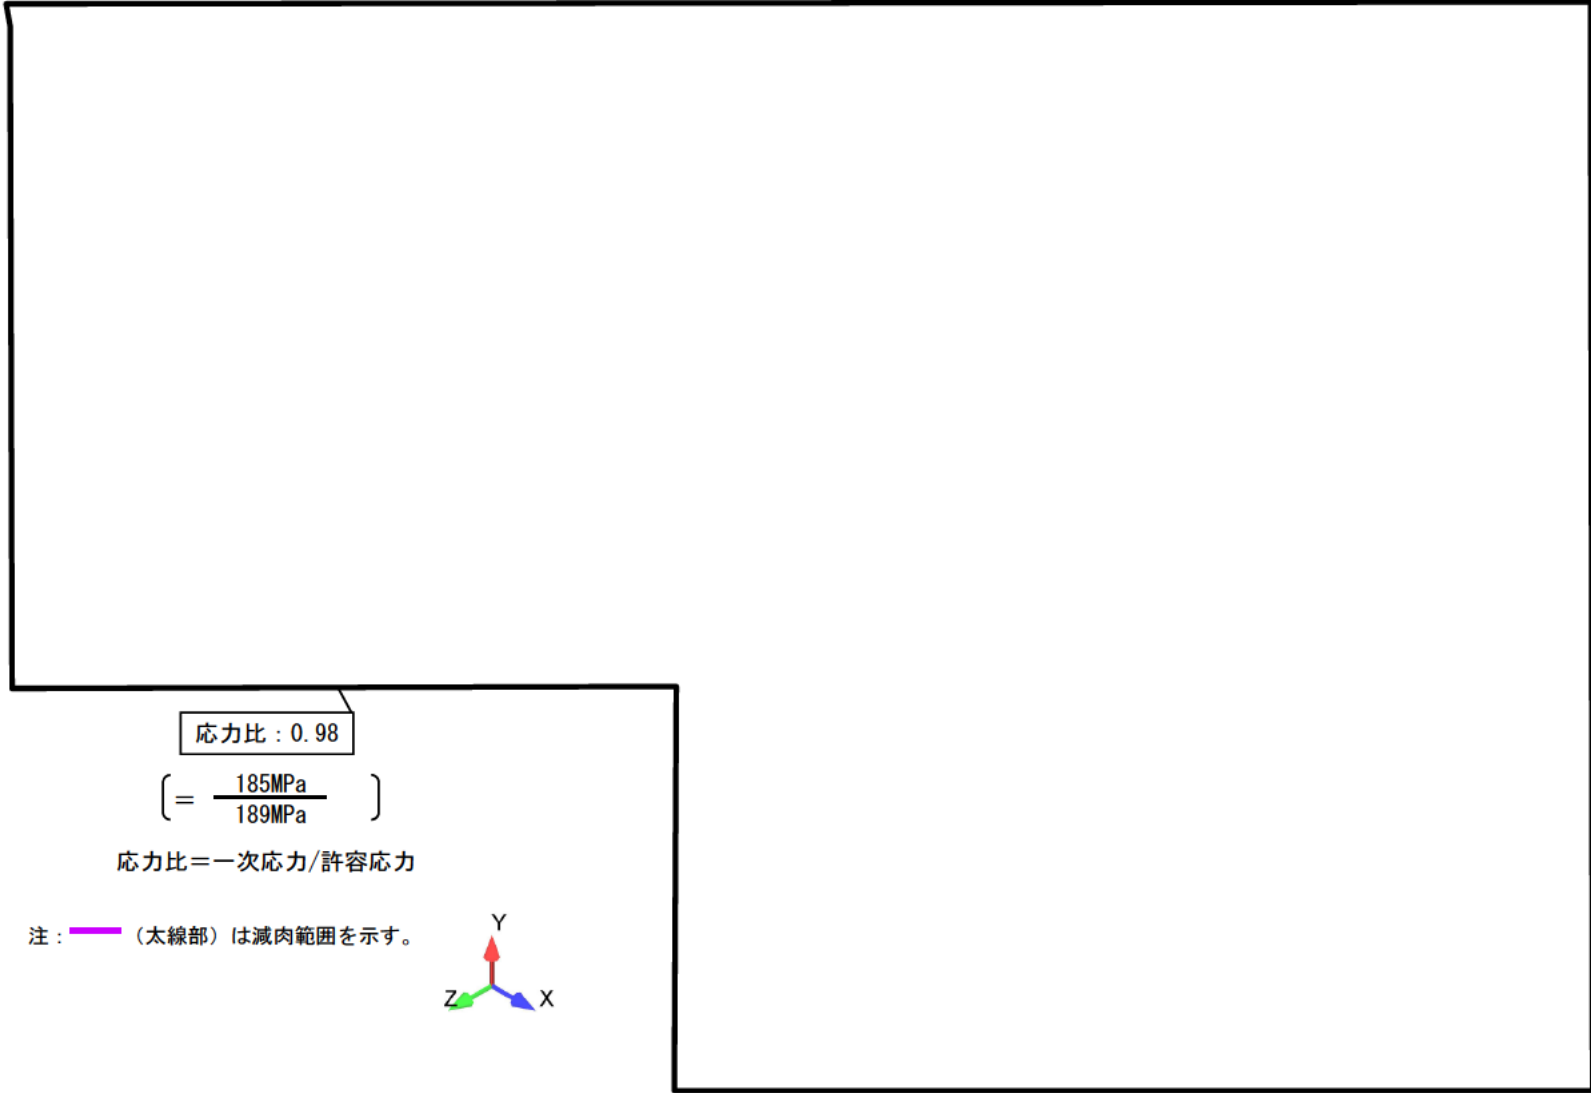 応力比：0.98
〔＝ 185MPa
189MPa 〕
応力比＝一次応力/許容応力
注：（太線部）は減肉範囲を示す。
Y
Z
X